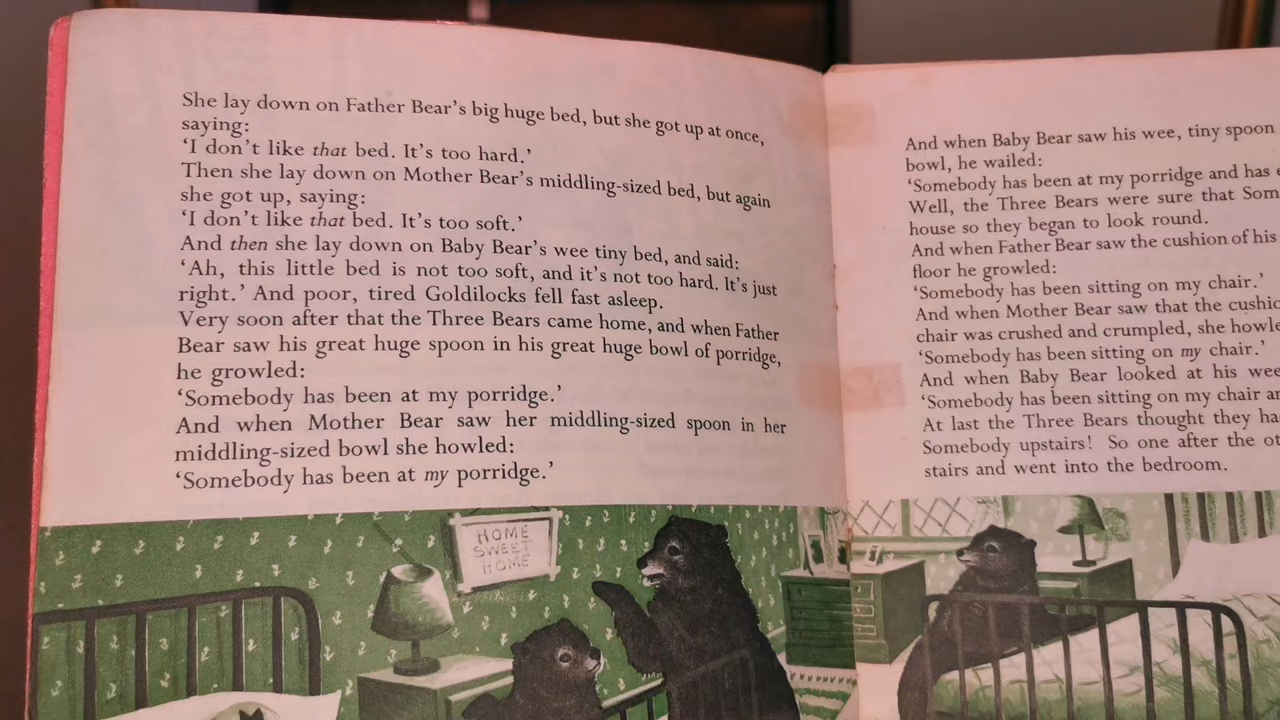 She lay down on Father Bear's big huge bed, but she got up at once,
saying:
'I don't like that bed. It's too hard.'
Then she lay down on Mother Bear's middling-sized bed, but again
she got up, saying:
'I don't like that bed. It's too soft.'
And then she lay down on Baby Bear's wee tiny bed, and said:
'Ah, this little bed is not too soft, and it's not too hard. It's just
right.' And poor, tired Goldilocks fell fast asleep.
Very soon after that the Three Bears came home, and when Father
Bear saw his great huge spoon in his great huge bowl of porridge,
he growled:
'Somebody has been at my porridge.'
And when Mother Bear saw her middling-sized spoon in her
middling-sized bowl she howled:
'Somebody has been at my porridge.'
HOME
SWEET
HOME
And when Baby Bear saw his wee, tiny spoon
bowl, he wailed:
'Somebody has been at my porridge and has
Well, the Three Bears were sure that
house so they began to look round.
And when Father Bear saw the cushion of his
floor he growled:
'Somebody has been sitting on my chair.'
And when Mother Bear saw that the
chair was crushed and crumpled, she
'Somebody has been sitting on my chair.'
And when Baby Bear looked at his wee
'Somebody has been sitting on my chair
At last the Three Bears thought they
Somebody upstairs! So one after the
stairs and went into the bedroom.